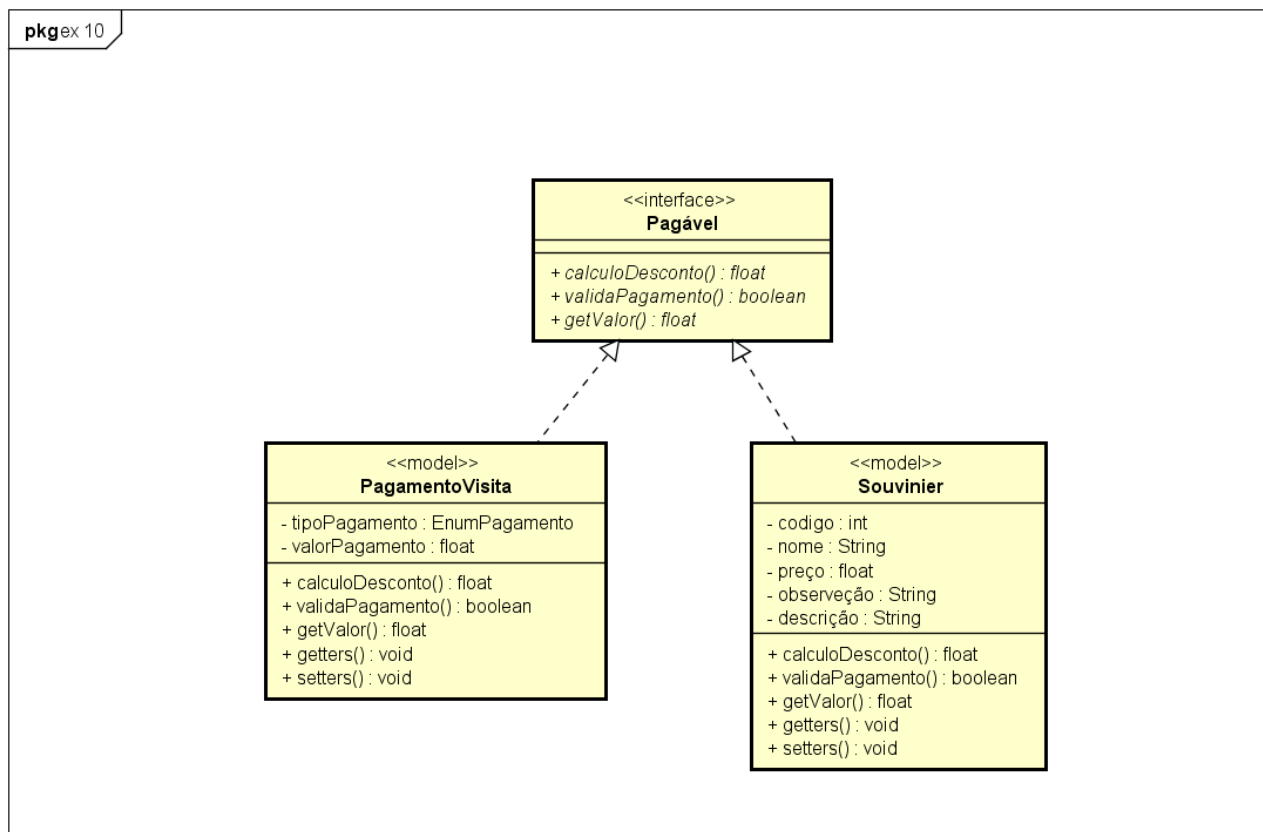 pkg ex 10
<<interface>>
Pagável
+ calculoDesconto() : float
+ validaPagamento() : boolean
+ getValor() : float
<<model>>
PagamentoVisita
- tipoPagamento : EnumPagamento
- valorPagamento : float
+ calculoDesconto() : float
+ validaPagamento() : boolean
+ getValor() : float
+ getters() : void
+ setters() : void
<<model>>
Souvinier
- codigo : int
- nome : String
- preço : float
- observeção : String
- descrição : String
+ calculoDesconto() : float
+ validaPagamento() : boolean
+ getValor() : float
+ getters() : void
+ setters() : void